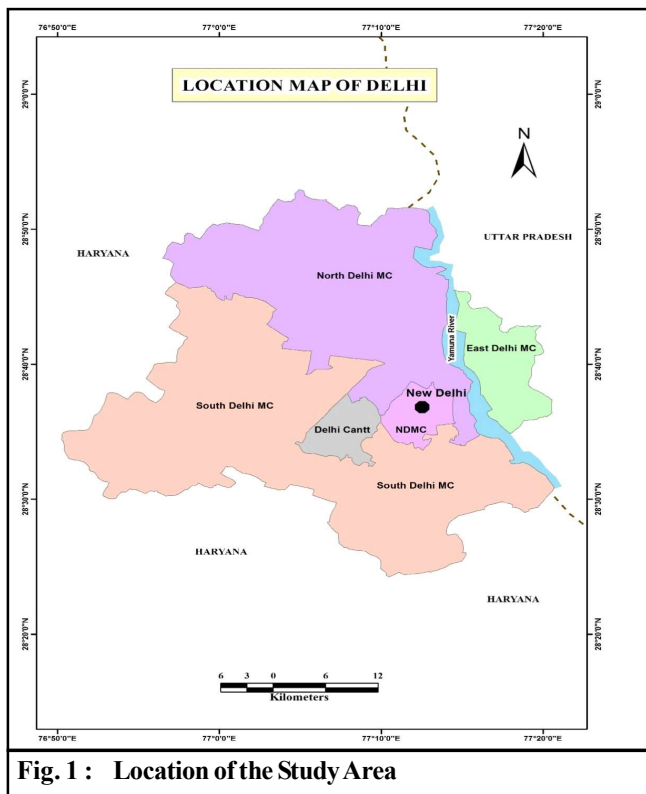 76°50'0"E 77°0'0"E 77°10'0"E 77°20'0"E
LOCATION MAP OF DELHI
29°0'0"N 29°0'0"N
N
28°50'0"N 28°50'0"N
UTTAR PRADESH
HARYANA
North Delhi MC
Yamuna River
East Delhi MC
28°40'0"N 28°40'0"N
New Delhi
South Delhi MC
Delhi Cantt
NDMC
South Delhi MC
28°30'0"N 28°30'0"N
HARYANA
HARYANA
28°20'0"N 28°20'0"N
6 3 0 6 12
Kilometers
76°50'0"E 77°0'0"E 77°10'0"E 77°20'0"E
Fig. 1 : Location of the Study Area